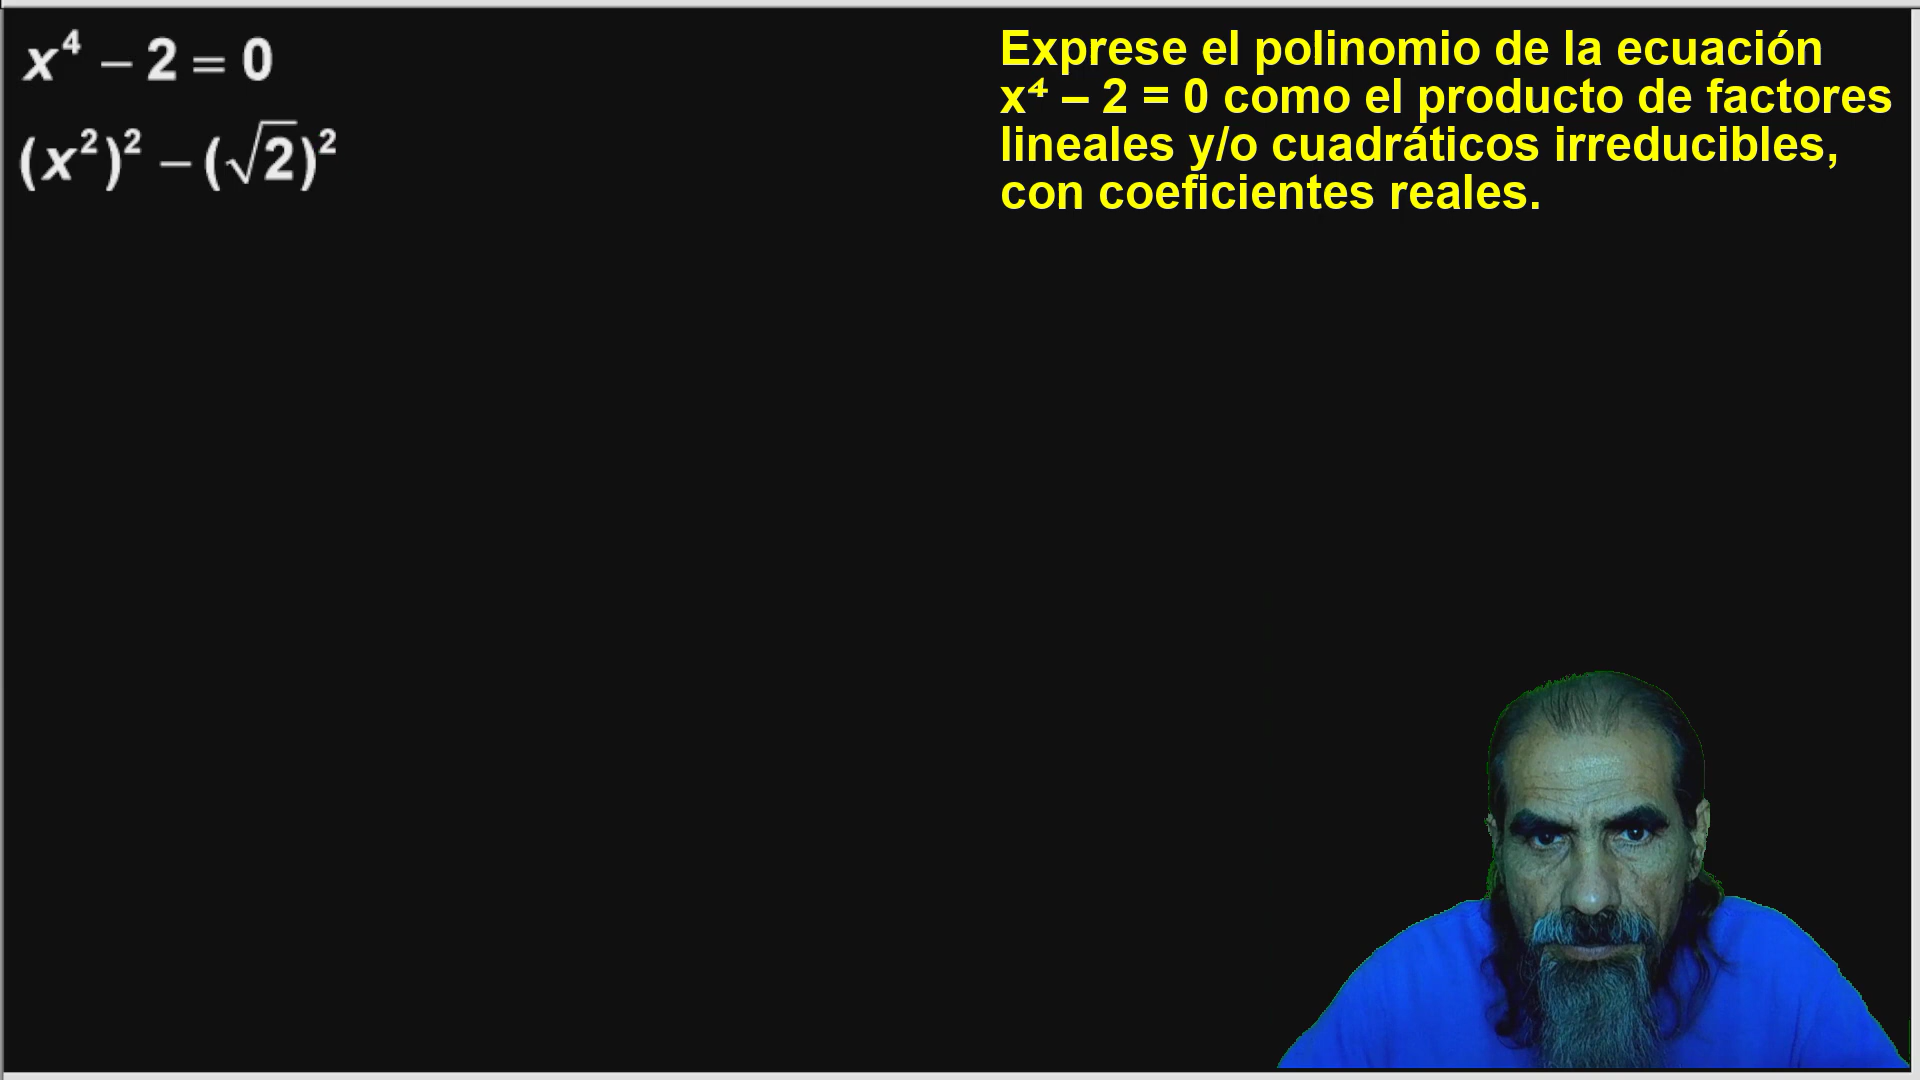 x⁴ – 2 = 0
(x²)² – (√2)²
Exprese el polinomio de la ecuación
x⁴ – 2 = 0 como el producto de factores
lineales y/o cuadráticos irreducibles,
con coeficientes reales.